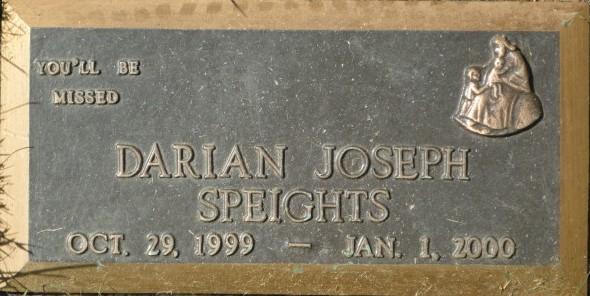 YOU'LL BE
MISSED
DARIAN JOSEPH
SPEIGHTS
OCT. 29, 1999 — JAN. 1, 2000